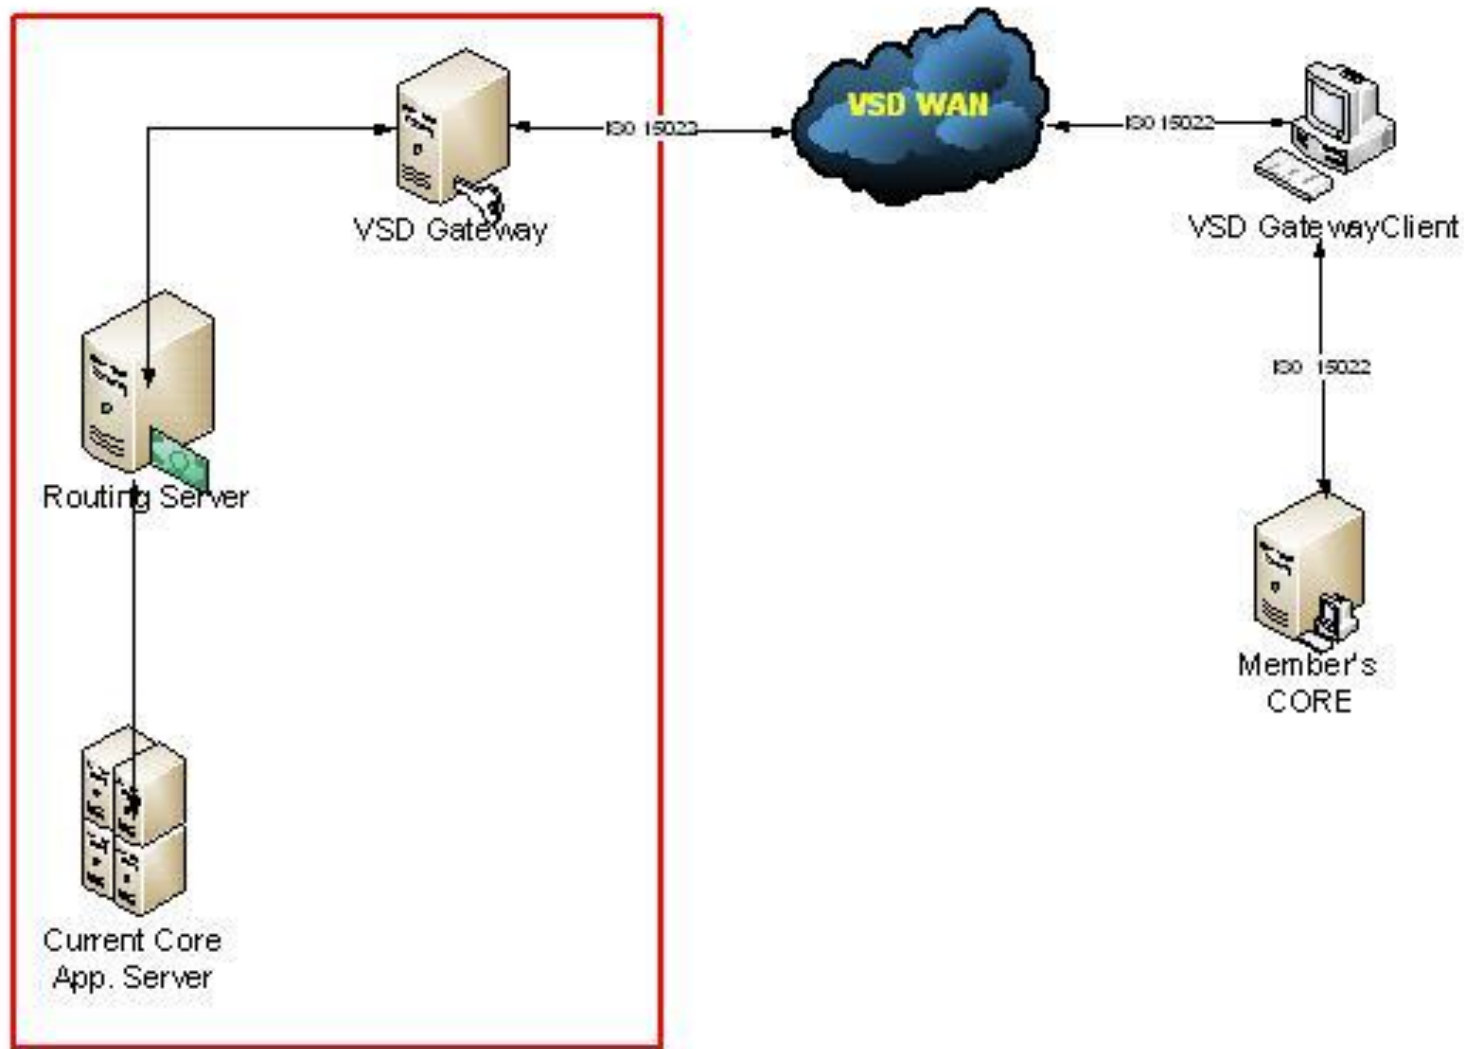 VSD WAN
ISO 15022
ISO 15022
VSD Gateway
VSD GatewayClient
ISO 15022
Routing Server
Member's
CORE
Current Core
App. Server